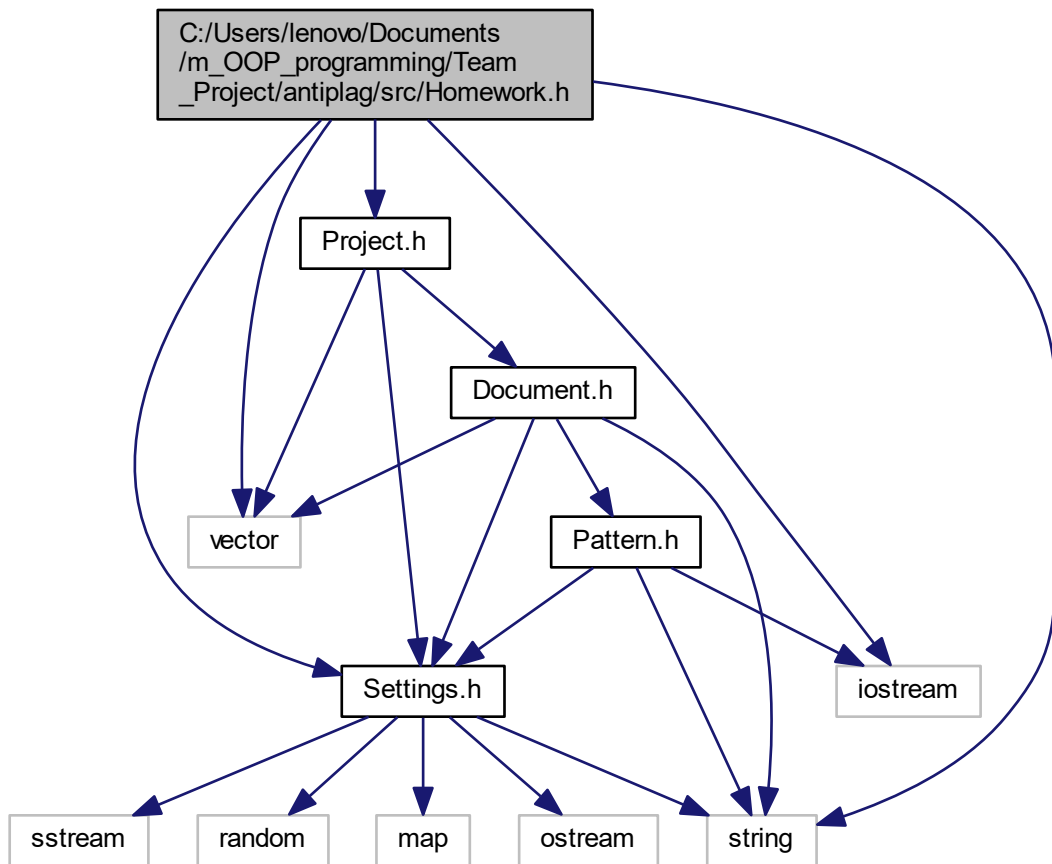 C:/Users/lenovo/Documents
/m_OOP_programming/Team
_Project/antiplag/src/Homework.h
Project.h
Document.h
vector
Pattern.h
Settings.h
iostream
sstream
random
map
ostream
string